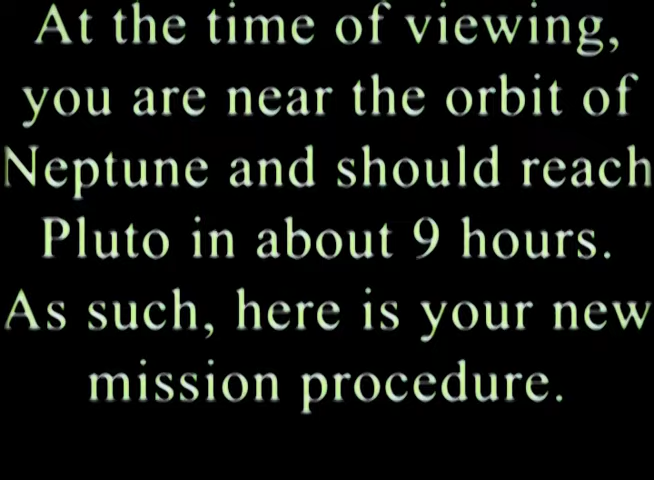 At the time of viewing,
you are near the orbit of
Neptune and should reach
Pluto in about 9 hours.
As such, here is your new
mission procedure.